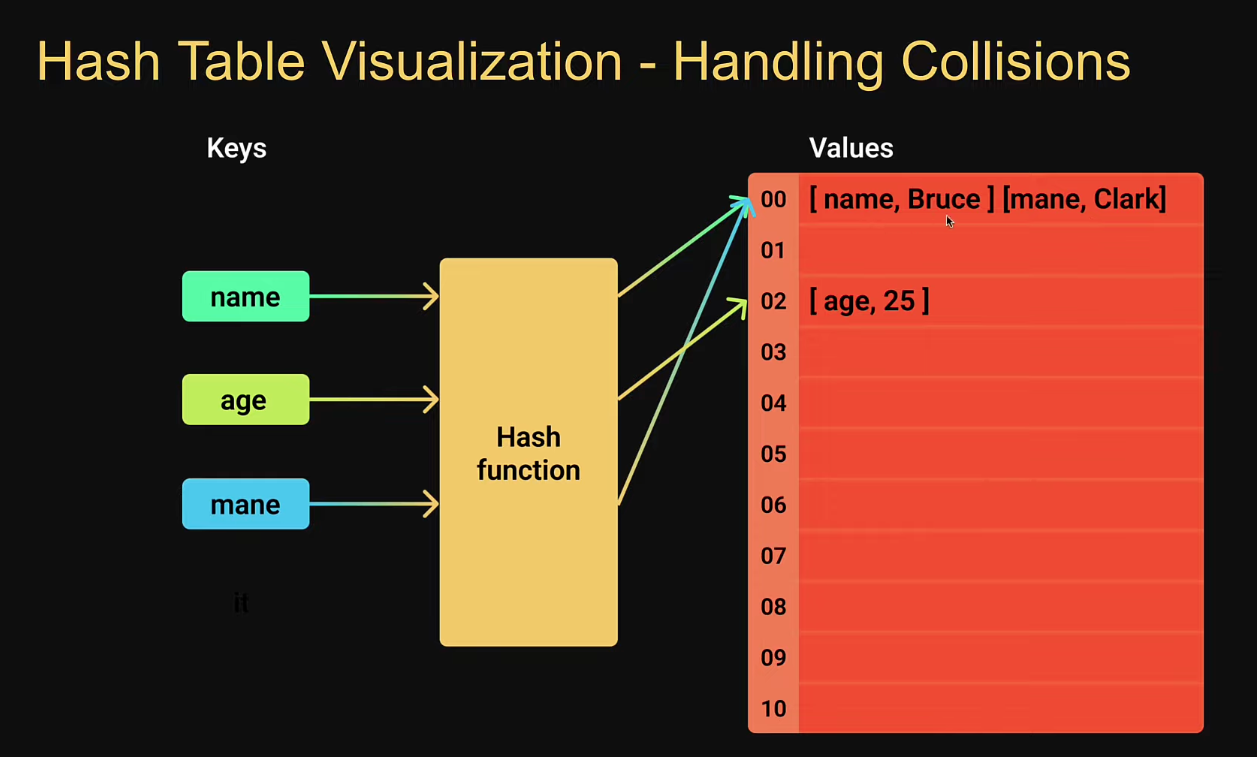 Hash Table Visualization - Handling Collisions
Keys
Values
name
age
mane
it
Hash
function
00 [ name, Bruce ] [mane, Clark]
01
02 [ age, 25 ]
03
04
05
06
07
08
09
10